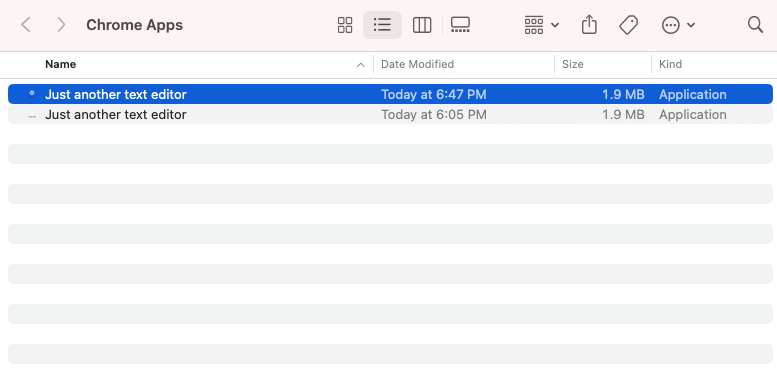 Chrome Apps
Name Date Modified Size Kind
Just another text editor Today at 6:47 PM 1.9 MB Application
Just another text editor Today at 6:05 PM 1.9 MB Application